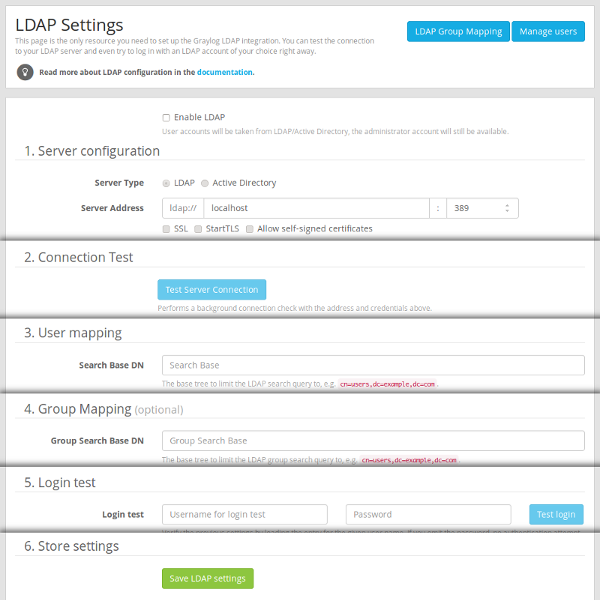 LDAP Settings
This page is the only resource you need to set up the Graylog LDAP integration. You can test the connection
to your LDAP server and even try to log in with an LDAP account of your choice right away.
LDAP Group Mapping Manage users
Read more about LDAP configuration in the documentation.
Enable LDAP
User accounts will be taken from LDAP/Active Directory, the administrator account will still be available.
1. Server configuration
Server Type LDAP Active Directory
Server Address ldap:// localhost : 389
SSL StartTLS Allow self-signed certificates
2. Connection Test
Test Server Connection
Performs a background connection check with the address and credentials above.
3. User mapping
Search Base DN Search Base
The base tree to limit the LDAP search query to, e.g. cn=users,dc=example,dc=com.
4. Group Mapping (optional)
Group Search Base DN Group Search Base
The base tree to limit the LDAP group search query to, e.g. cn=users,dc=example,dc=com.
5. Login test
Login test Username for login test Password Test login
6. Store settings
Save LDAP settings